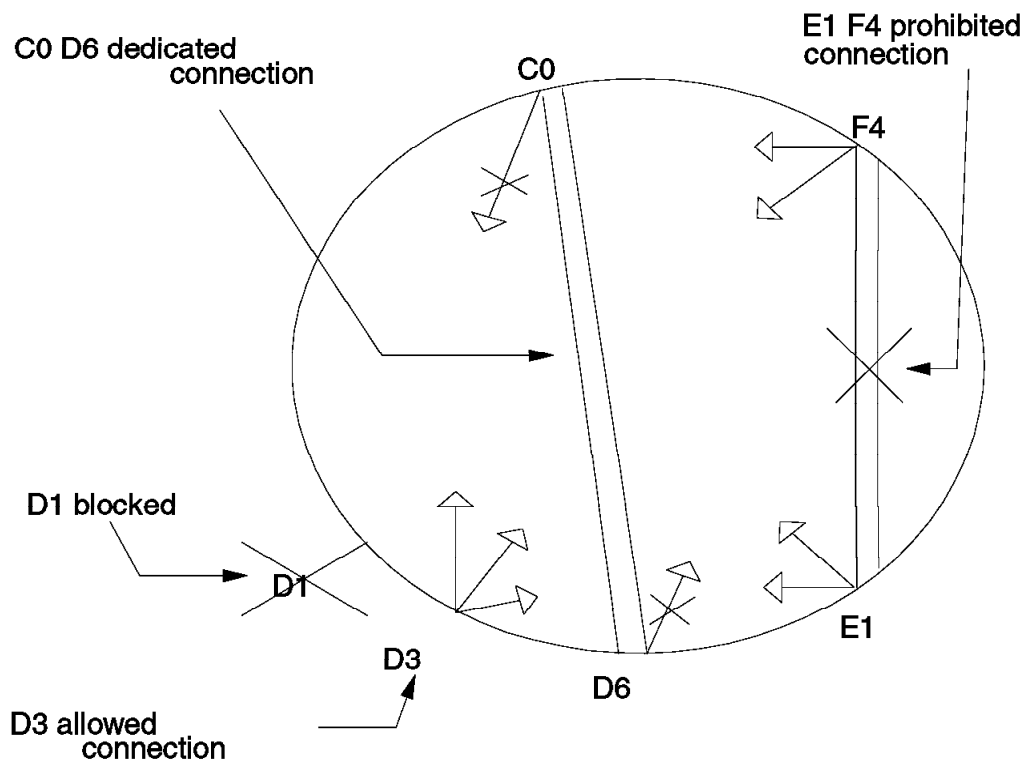 C0 D6 dedicated
connection
E1 F4 prohibited
connection
C0
F4
D1 blocked
D1
E1
D3
D6
D3 allowed
connection